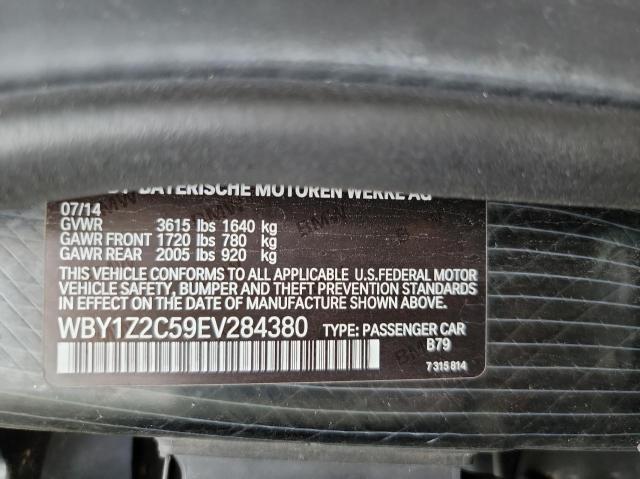 BAYERISCHE MOTOREN WERKE AG
07/14
GVWR 3615 lbs 1640 kg
GAWR FRONT 1720 lbs 780 kg
GAWR REAR 2005 lbs 920 kg
THIS VEHICLE CONFORMS TO ALL APPLICABLE U.S.FEDERAL MOTOR
VEHICLE SAFETY, BUMPER AND THEFT PREVENTION STANDARDS
IN EFFECT ON THE DATE OF MANUFACTURE SHOWN ABOVE.
WBY1Z2C59EV284380 TYPE: PASSENGER CAR
B79
7 315 814